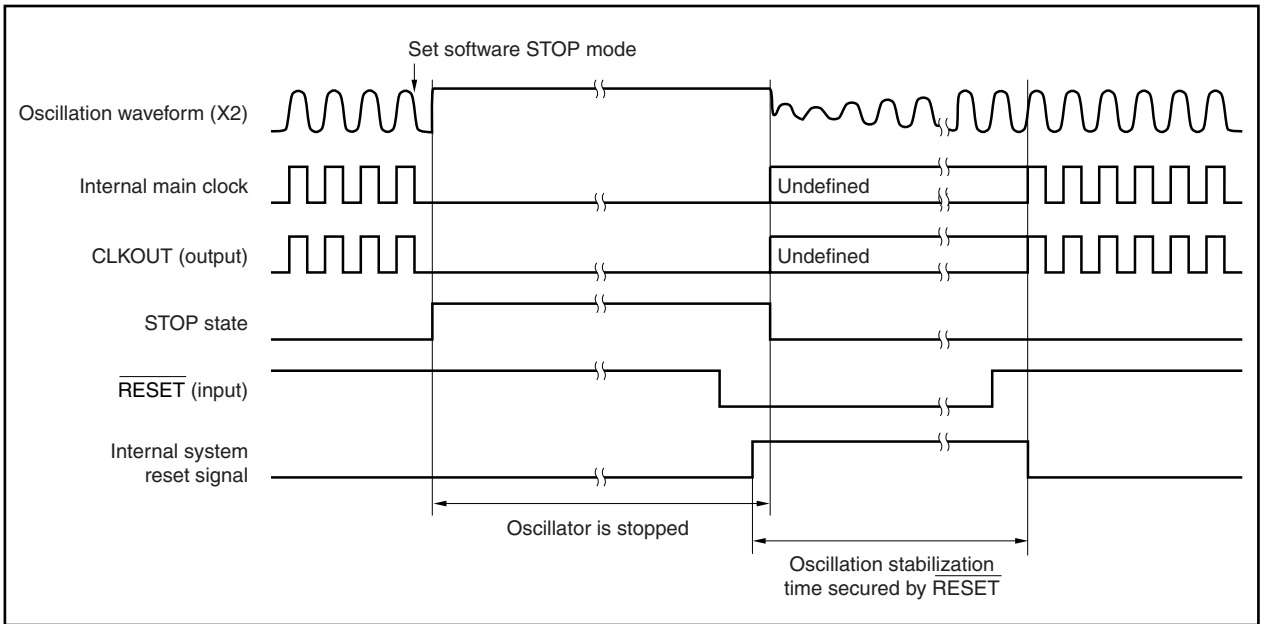 Set software STOP mode
Oscillation waveform (X2)
Internal main clock
Undefined
CLKOUT (output)
Undefined
STOP state
RESET (input)
Internal system
reset signal
Oscillator is stopped
Oscillation stabilization
time secured by RESET